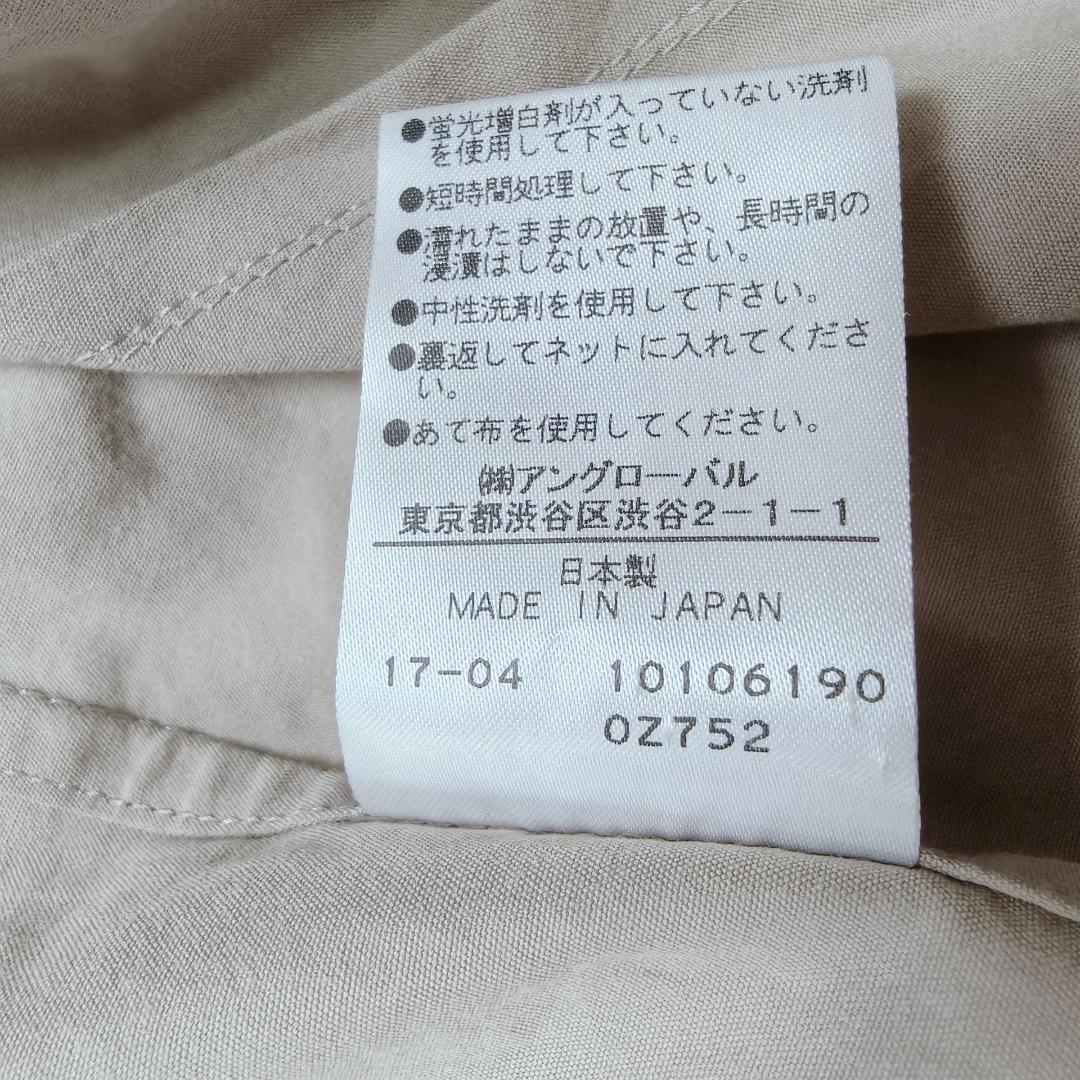 ●蛍光増白剤が入っていない洗剤
を使用して下さい。
●短時間処理して下さい。
●濡れたままの放置や、長時間の
浸漬はしないで下さい。
●中性洗剤を使用して下さい。
●裏返してネットに入れてくださ
い。
●あて布を使用してください。
㈱アングローバル
東京都渋谷区渋谷2-1-1
日本製
MADE IN JAPAN
17-04 101061900
0Z752